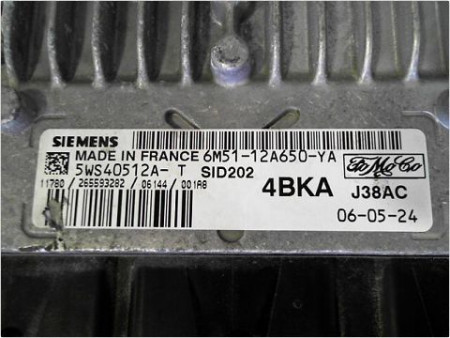 SIEMENS
MADE IN FRANCE 6M51-12A650-YA
5WS40512A- T SID202
11780 / 265593282 / 06144 / 001A8
4BKA J38AC
FoMoCo
06-05-24